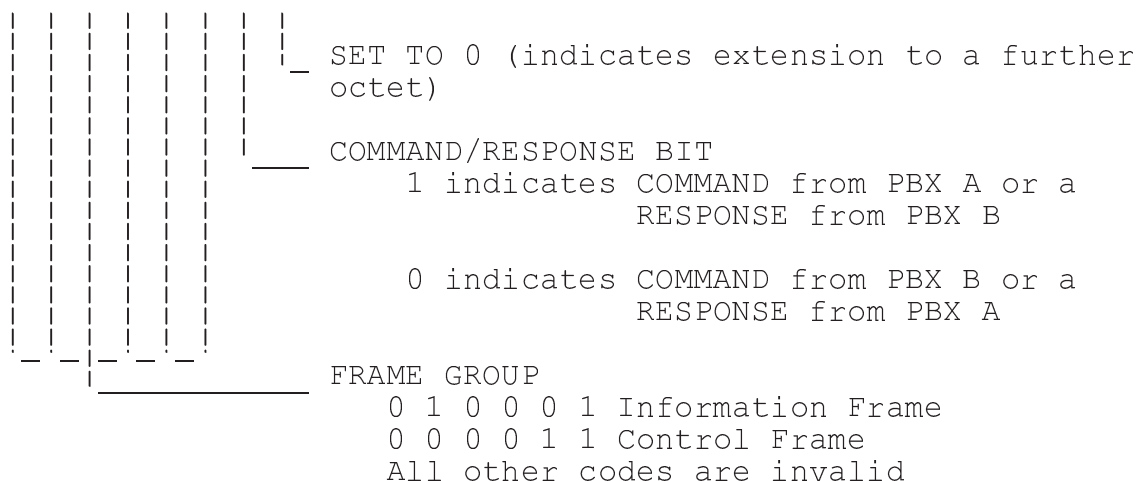 SET TO 0 (indicates extension to a further
octet)
COMMAND/RESPONSE BIT
1 indicates COMMAND from PBX A or a
RESPONSE from PBX B
0 indicates COMMAND from PBX B or a
RESPONSE from PBX A
FRAME GROUP
0 1 0 0 0 1 Information Frame
0 0 0 0 1 1 Control Frame
All other codes are invalid